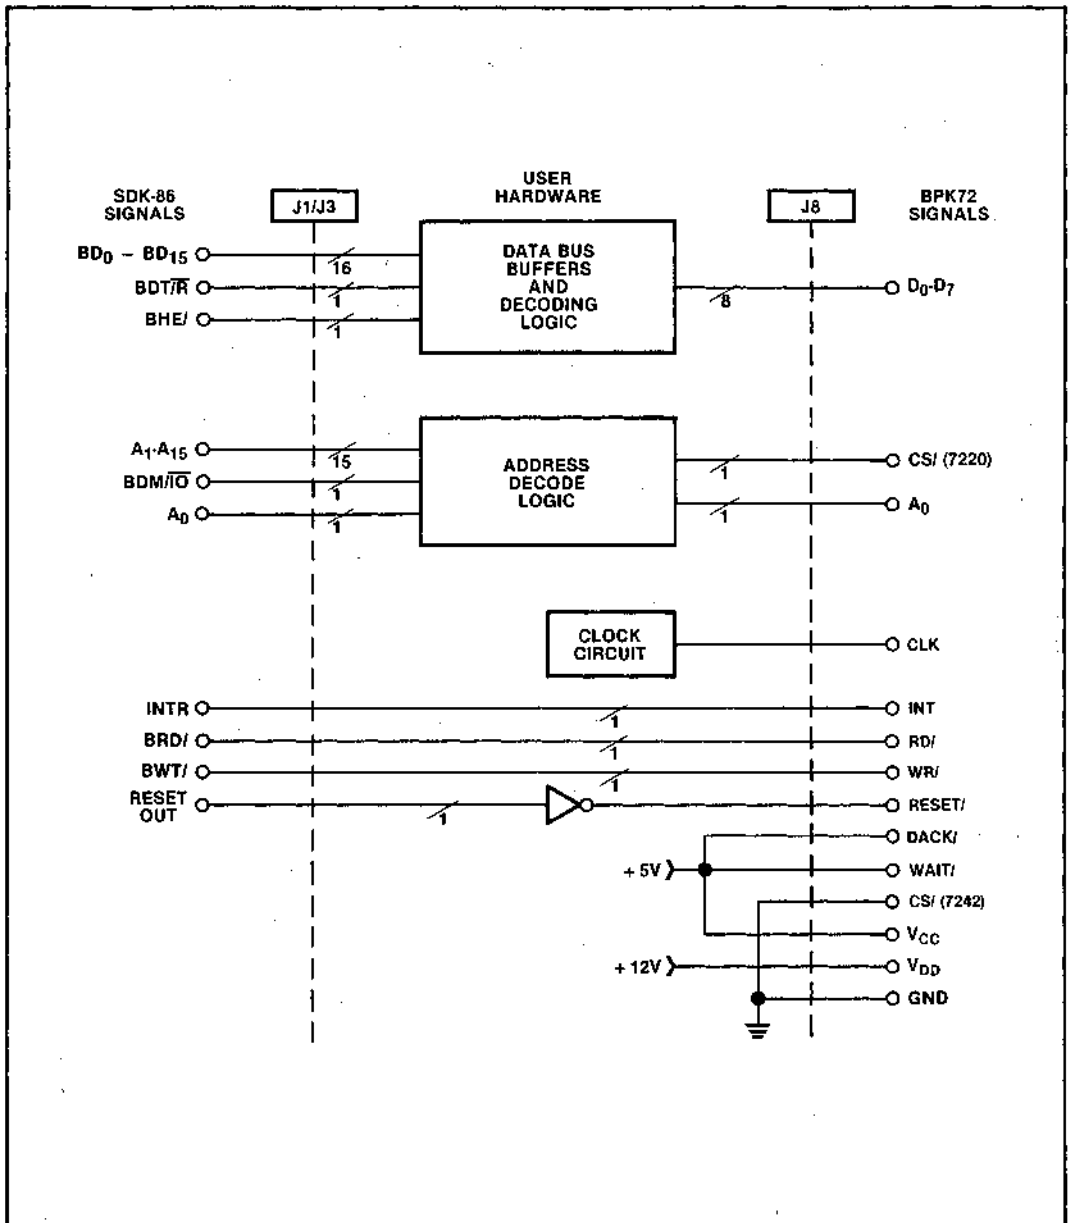 SDK-86
SIGNALS
J1/J3
USER
HARDWARE
J8
BPK72
SIGNALS
BD0 – BD15
16
BDT/R̅
1
BHE/
1
DATA BUS
BUFFERS
AND
DECODING
LOGIC
8
D0-D7
A1-A15
15
BDM/I̅O̅
1
A0
1
ADDRESS
DECODE
LOGIC
1
CS/ (7220)
1
A0
CLOCK
CIRCUIT
CLK
INTR
1
INT
BRD/
1
RD/
BWT/
1
WR/
RESET
OUT
1
RESET/
DACK/
+ 5V
WAIT/
CS/ (7242)
VCC
+ 12V
VDD
GND